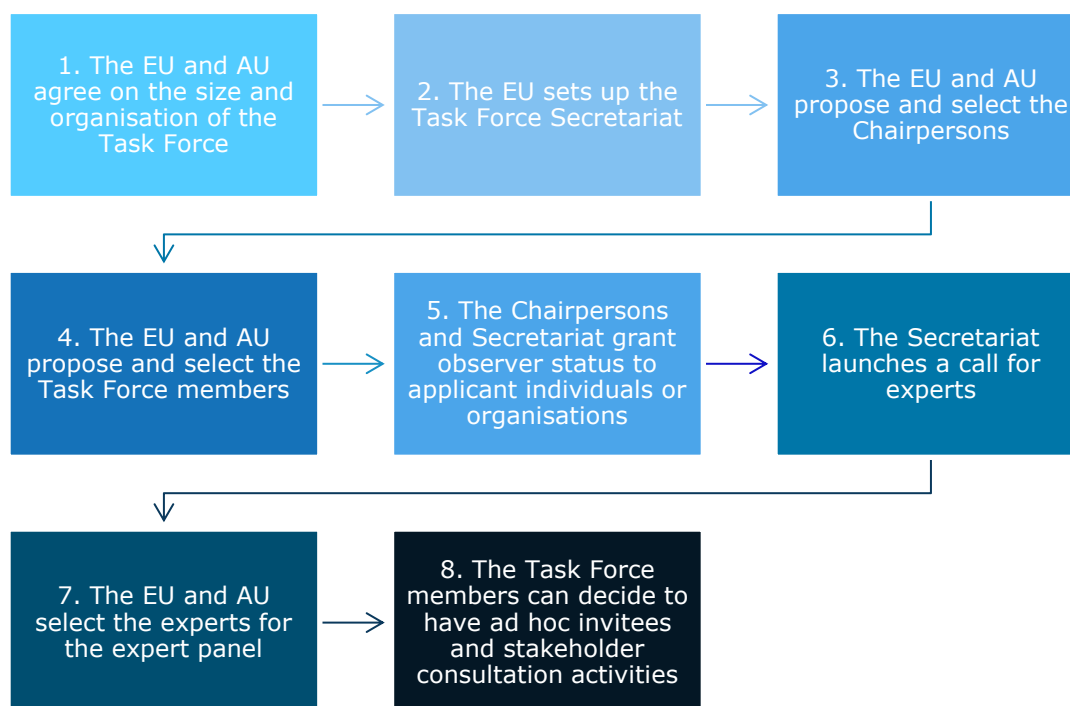 1. The EU and AU
agree on the size and
organisation of the
Task Force
2. The EU sets up the
Task Force Secretariat
3. The EU and AU
propose and select the
Chairpersons
4. The EU and AU
propose and select the
Task Force members
5. The Chairpersons
and Secretariat grant
observer status to
applicant individuals or
organisations
6. The Secretariat
launches a call for
experts
7. The EU and AU
select the experts for
the expert panel
8. The Task Force
members can decide to
have ad hoc invitees
and stakeholder
consultation activities